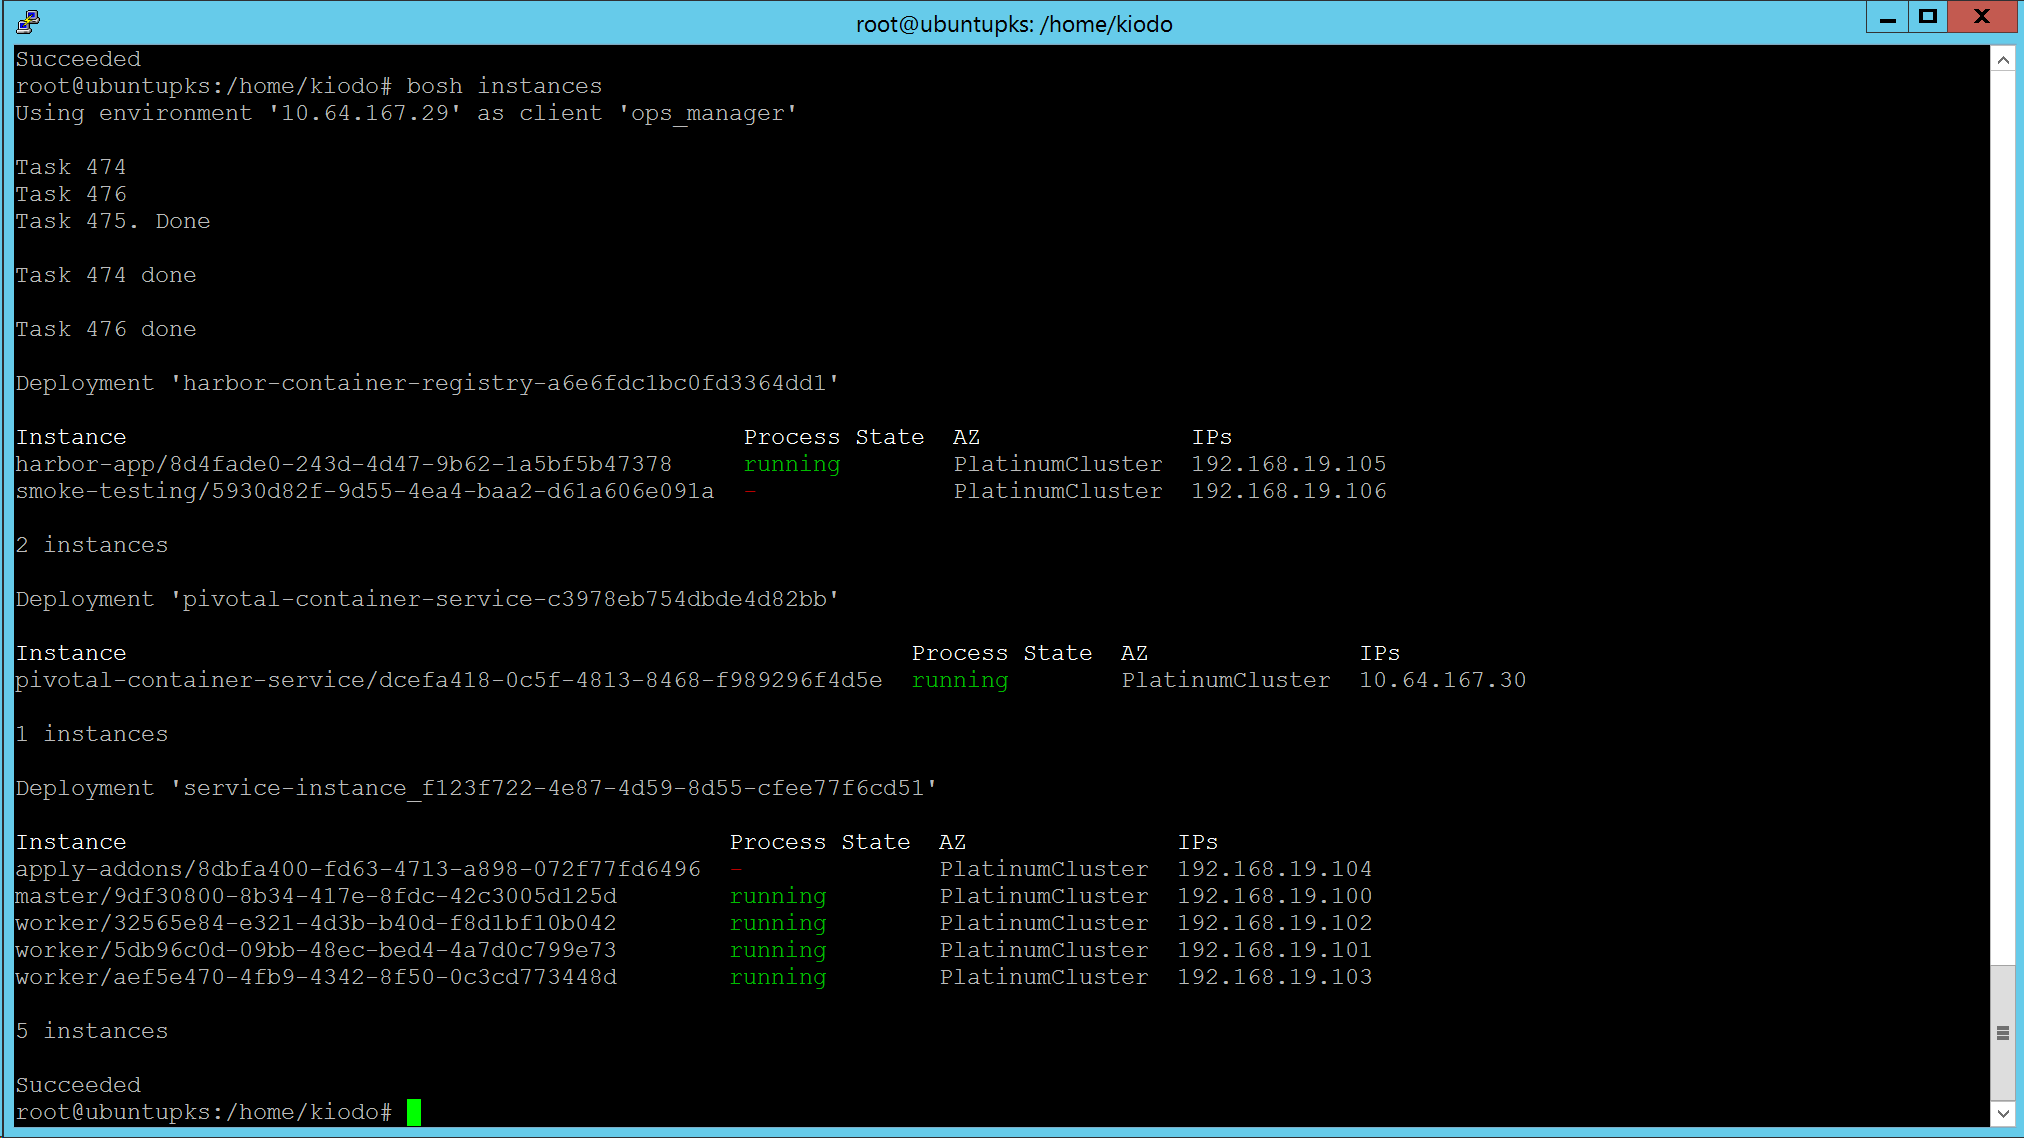 root@ubuntupks: /home/kiodo
Succeeded
root@ubuntupks:/home/kiodo# bosh instances
Using environment '10.64.167.29' as client 'ops_manager'
Task 474
Task 476
Task 475. Done
Task 474 done
Task 476 done
Deployment 'harbor-container-registry-a6e6fdc1bc0fd3364dd1'
Instance Process State AZ IPs
harbor-app/8d4fade0-243d-4d47-9b62-1a5bf5b47378 running PlatinumCluster 192.168.19.105
smoke-testing/5930d82f-9d55-4ea4-baa2-d61a606e091a - PlatinumCluster 192.168.19.106
2 instances
Deployment 'pivotal-container-service-c3978eb754dbde4d82bb'
Instance Process State AZ IPs
pivotal-container-service/dcefa418-0c5f-4813-8468-f989296f4d5e running PlatinumCluster 10.64.167.30
1 instances
Deployment 'service-instance_f123f722-4e87-4d59-8d55-cfee77f6cd51'
Instance Process State AZ IPs
apply-addons/8dbfa400-fd63-4713-a898-072f77fd6496 - PlatinumCluster 192.168.19.104
master/9df30800-8b34-417e-8fdc-42c3005d125d running PlatinumCluster 192.168.19.100
worker/32565e84-e321-4d3b-b40d-f8d1bf10b042 running PlatinumCluster 192.168.19.102
worker/5db96c0d-09bb-48ec-bed4-4a7d0c799e73 running PlatinumCluster 192.168.19.101
worker/aef5e470-4fb9-4342-8f50-0c3cd773448d running PlatinumCluster 192.168.19.103
5 instances
Succeeded
root@ubuntupks:/home/kiodo#